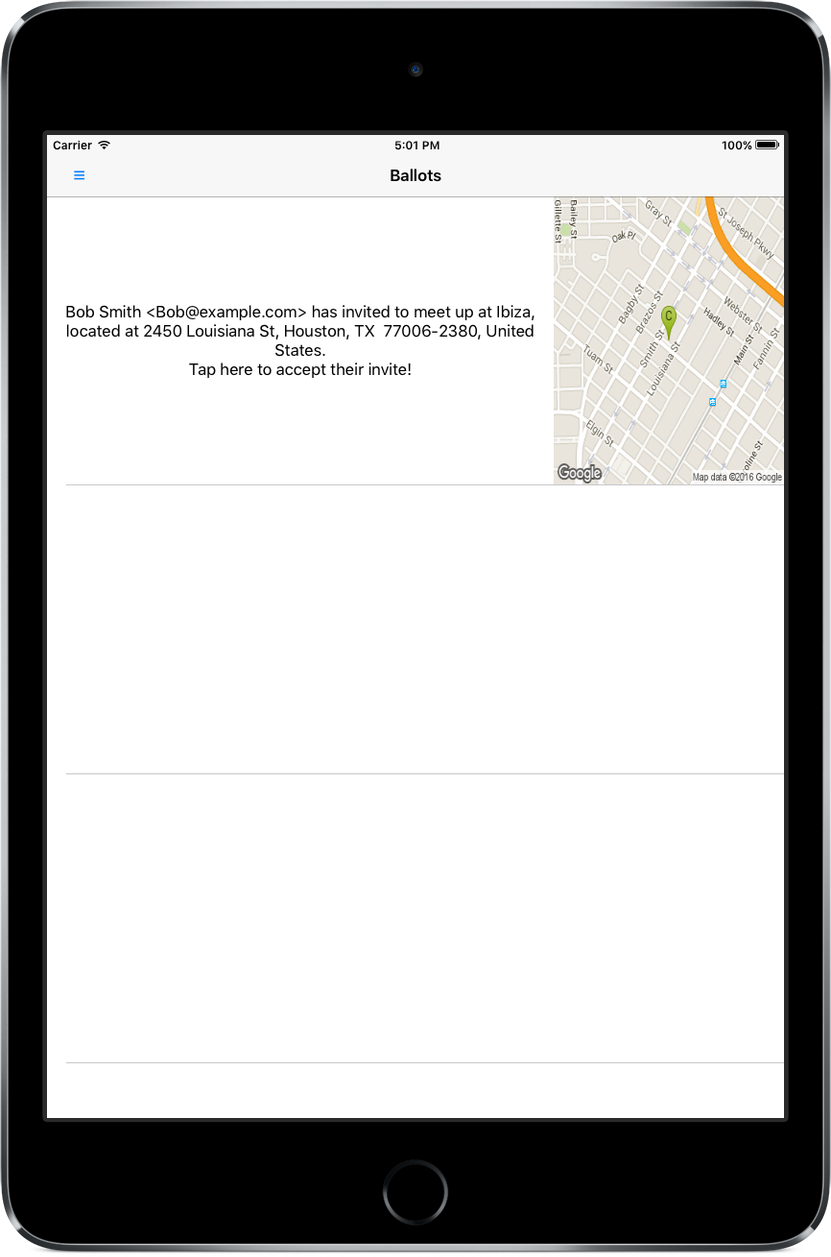 Carrier 5:01 PM 100%
Ballots
Bob Smith <Bob@example.com> has invited to meet up at Ibiza,
located at 2450 Louisiana St, Houston, TX  77006-2380, United
States.
Tap here to accept their invite!
Gillette St
Bailey St
Gray St
St Joseph Pkwy
Oak Pl
Bagby St
Brazos St
C
Webster St
Hadley St
Smith St
Main St
Fannin St
Tuam St
Louisiana St
Elgin St
oline St
Google
Map data ©2016 Google